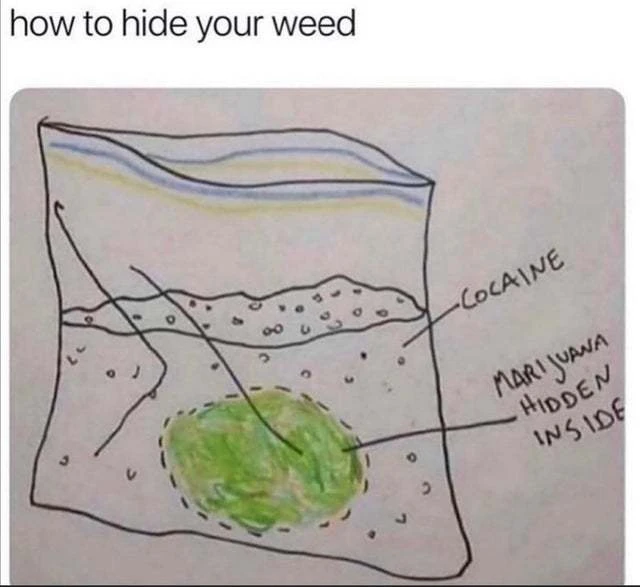 how to hide your weed
COCAINE
MARIJUANA
HIDDEN
INSIDE